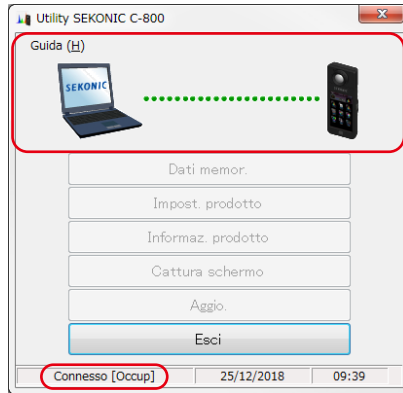 Utility SEKONIC C-800
Guida (H)
SEKONIC
Dati memor.
Impost. prodotto
Informaz. prodotto
Cattura schermo
Aggio.
Esci
Connesso [Occup] 25/12/2018 09:39